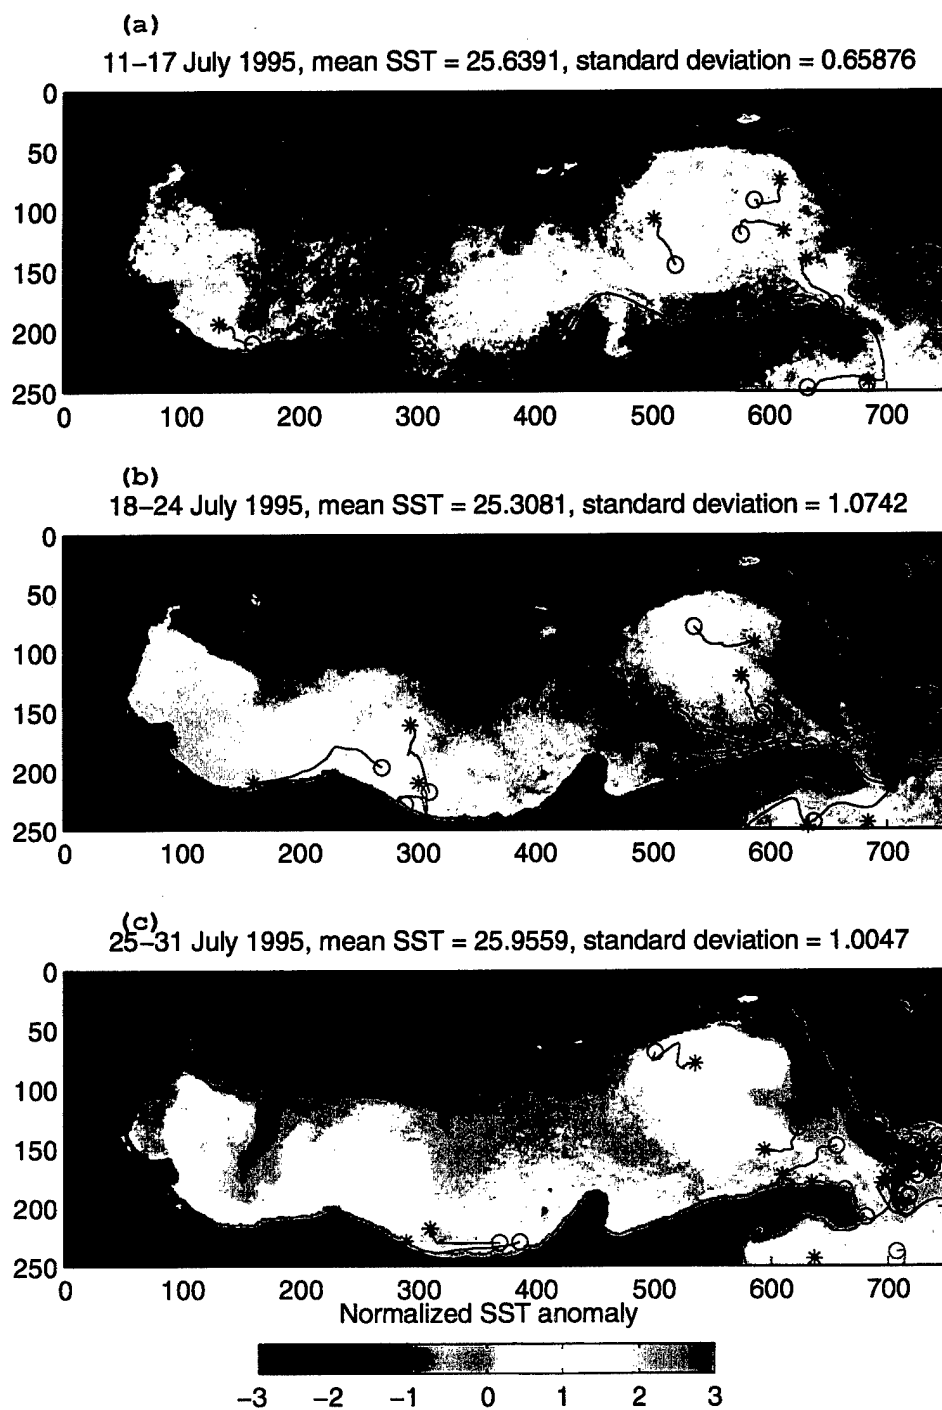 (a)
11–17 July 1995, mean SST = 25.6391, standard deviation = 0.65876
0
50
100
150
200
250
0 100 200 300 400 500 600 700
(b)
18–24 July 1995, mean SST = 25.3081, standard deviation = 1.0742
0
50
100
150
200
250
0 100 200 300 400 500 600 700
(c)
25–31 July 1995, mean SST = 25.9559, standard deviation = 1.0047
0
50
100
150
200
250
0 100 200 300 400 500 600 700
Normalized SST anomaly
−3 −2 −1 0 1 2 3